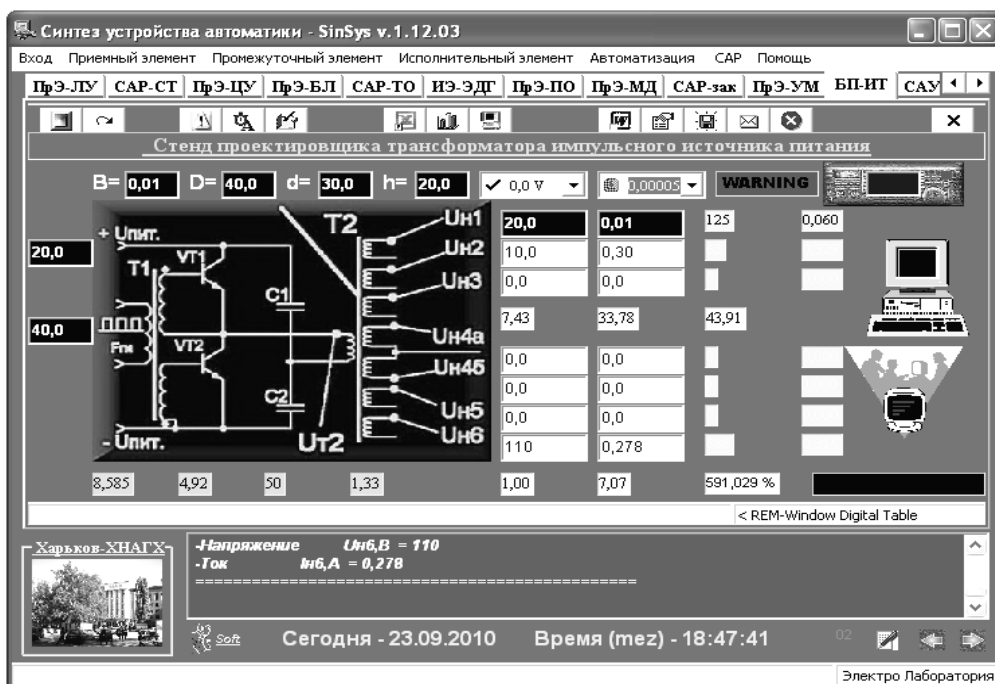 Синтез устройства автоматики - SinSys v.1.12.03
Вход Приемный элемент Промежуточный элемент Исполнительный элемент Автоматизация САР Помощь
ПрЭ-ЛУ САР-СТ ПрЭ-ЦУ ПрЭ-БЛ САР-ТО ИЭ-ЭДГ ПрЭ-ПО ПрЭ-МД САР-зак ПрЭ-УМ БП-ИТ САУ
Стенд проектировщика трансформатора импульсного источника питания
B= 0,01 D= 40,0 d= 30,0 h= 20,0 0,0 V 0,00005 WARNING
+ Uпит. T2 Uн1 20,0 0,01 125 0,060
20,0 T1 VT1 Uн2 10,0 0,30
C1 Uн3 0,0 0,0
7,43 33,78 43,91
40,0 Uн4а
VT2 Uн4б 0,0 0,0
C2 Uн5 0,0 0,0
Uн6 0,0 0,0
- Uпит. Uт2 110 0,278
8,585 4,92 50 1,33 1,00 7,07 591,029 %
< REM-Window Digital Table
Харьков-ХНАГХ
-Напряжение Uн6,В = 110
-Ток Iн6,А = 0,278
==============================================
Soft Сегодня - 23.09.2010 Время (mez) - 18:47:41 02
Электро Лаборатория